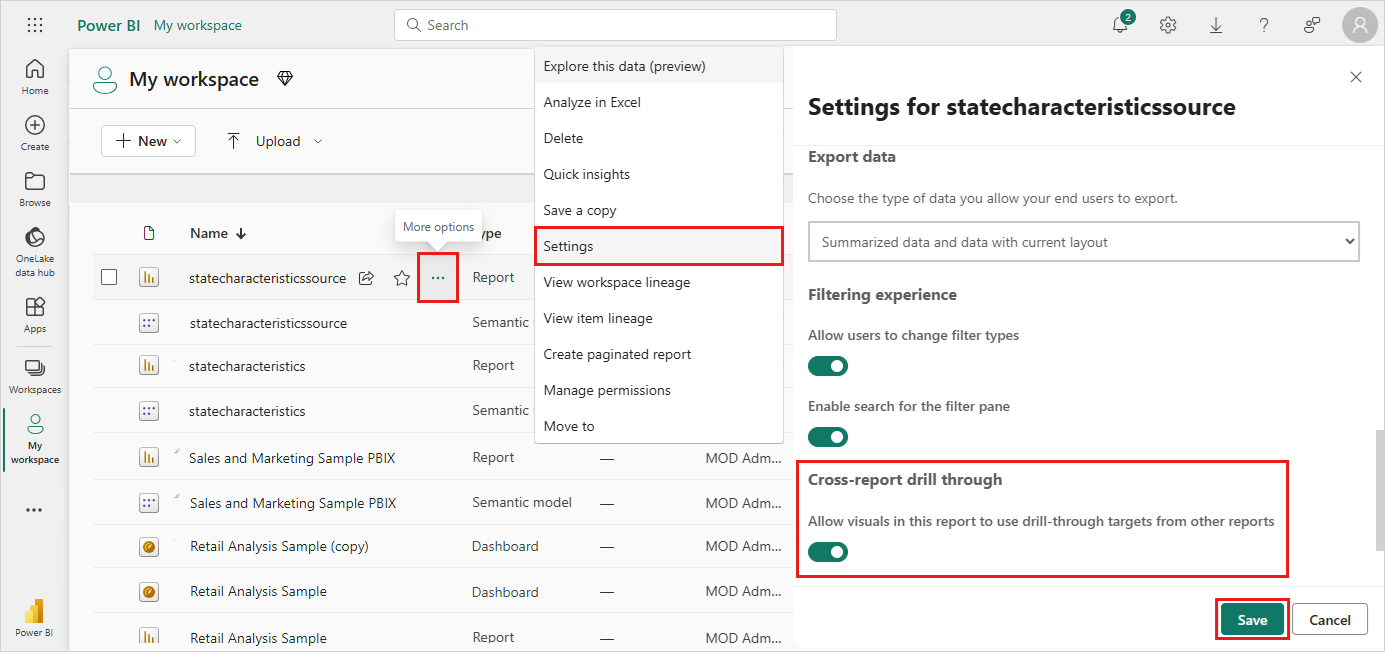 Power BI My workspace
Search
2
Home
Create
Browse
OneLake
data hub
Apps
Workspaces
My
workspace
Power BI
My workspace
New
Upload
More options
Name
ype
statecharacteristicssource
Report
statecharacteristicssource
Semantic
statecharacteristics
Report
statecharacteristics
Semantic
Sales and Marketing Sample PBIX Report — MOD Adm...
Sales and Marketing Sample PBIX Semantic model — MOD Adm...
Retail Analysis Sample (copy) Dashboard — MOD Adm...
Retail Analysis Sample Dashboard — MOD Adm...
Retail Analysis Sample Report — MOD Adm...
Explore this data (preview)
Analyze in Excel
Delete
Quick insights
Save a copy
Settings
View workspace lineage
View item lineage
Create paginated report
Manage permissions
Move to
Settings for statecharacteristicssource
Export data
Choose the type of data you allow your end users to export.
Summarized data and data with current layout
Filtering experience
Allow users to change filter types
Enable search for the filter pane
Cross-report drill through
Allow visuals in this report to use drill-through targets from other reports
Save
Cancel